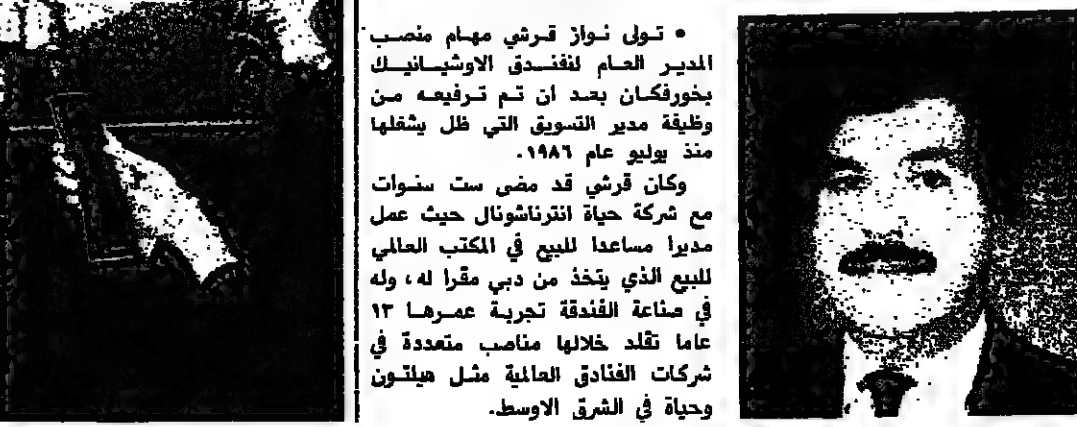 • تولى نواز قرشي مهام منصب
المدير العام لنفندق الاوشيانيك
بخورفكان بعد ان تم ترفيعه من
وظيفة مدير التسويق التي ظل يشغلها
منذ يوليو عام ١٩٨٦.
وكان قرشي قد مضى ست سنوات
مع شركة حياة انترناشونال حيث عمل
مديرا مساعدا للبيع في المكتب العالمي
للبيع الذي يتخذ من دبي مقرا له، وله
في صناعة الفندقة تجربة عمرها ١٣
عاما تقلد خلالها مناصب متعددة في
شركات الفنادق العالمية مثل هيلتون
وحياة في الشرق الاوسط.